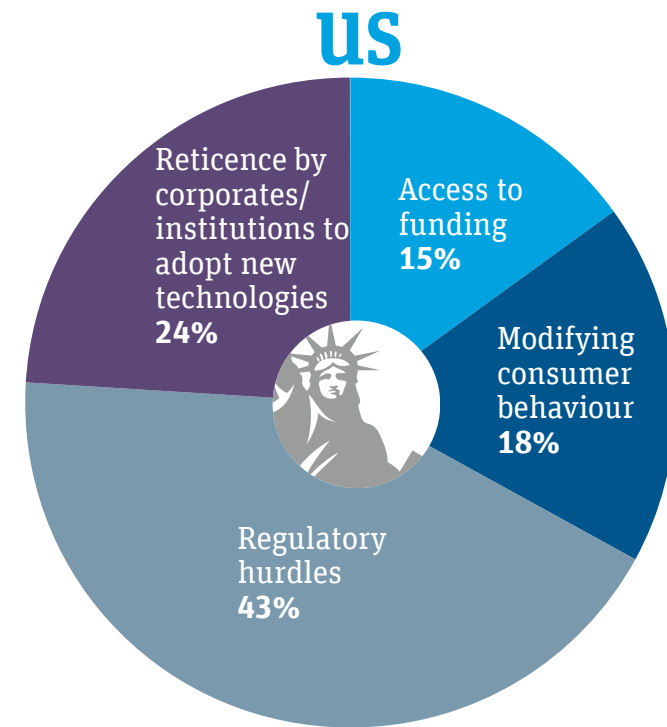 us
Reticence by
corporates/
institutions to
adopt new
technologies
24%
Access to
funding
15%
Modifying
consumer
behaviour
18%
Regulatory
hurdles
43%